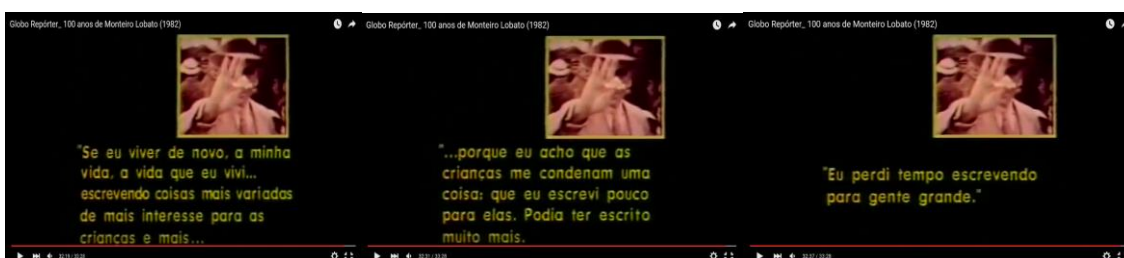 Globo Repórter_ 100 anos de Monteiro Lobato (1982)
"Se eu viver de novo, a minha
vida, a vida que eu vivi...
escrevendo coisas mais variadas
de mais interesse para as
crianças e mais...
Globo Repórter_ 100 anos de Monteiro Lobato (1982)
"...porque eu acho que as
crianças me condenam uma
coisa: que eu escrevi pouco
para elas. Podia ter escrito
muito mais.
Globo Repórter_ 100 anos de Monteiro Lobato (1982)
"Eu perdi tempo escrevendo
para gente grande."